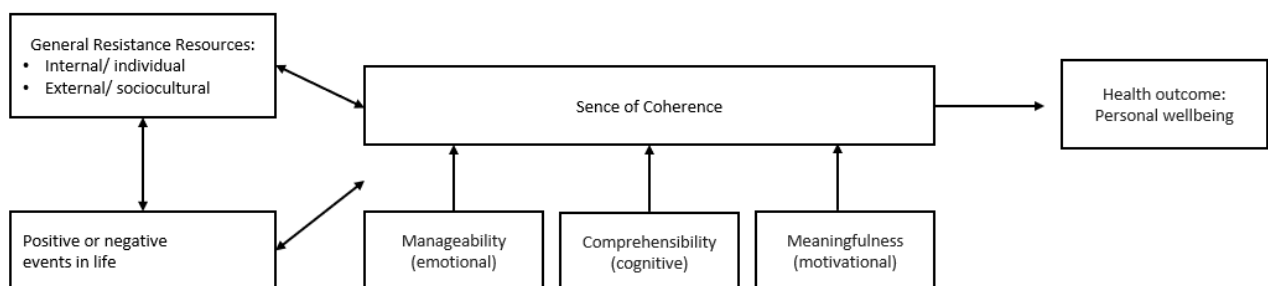 General Resistance Resources:
• Internal/ individual
• External/ sociocultural
Sence of Coherence
Health outcome:
Personal wellbeing
Positive or negative
events in life
Manageability
(emotional)
Comprehensibility
(cognitive)
Meaningfulness
(motivational)